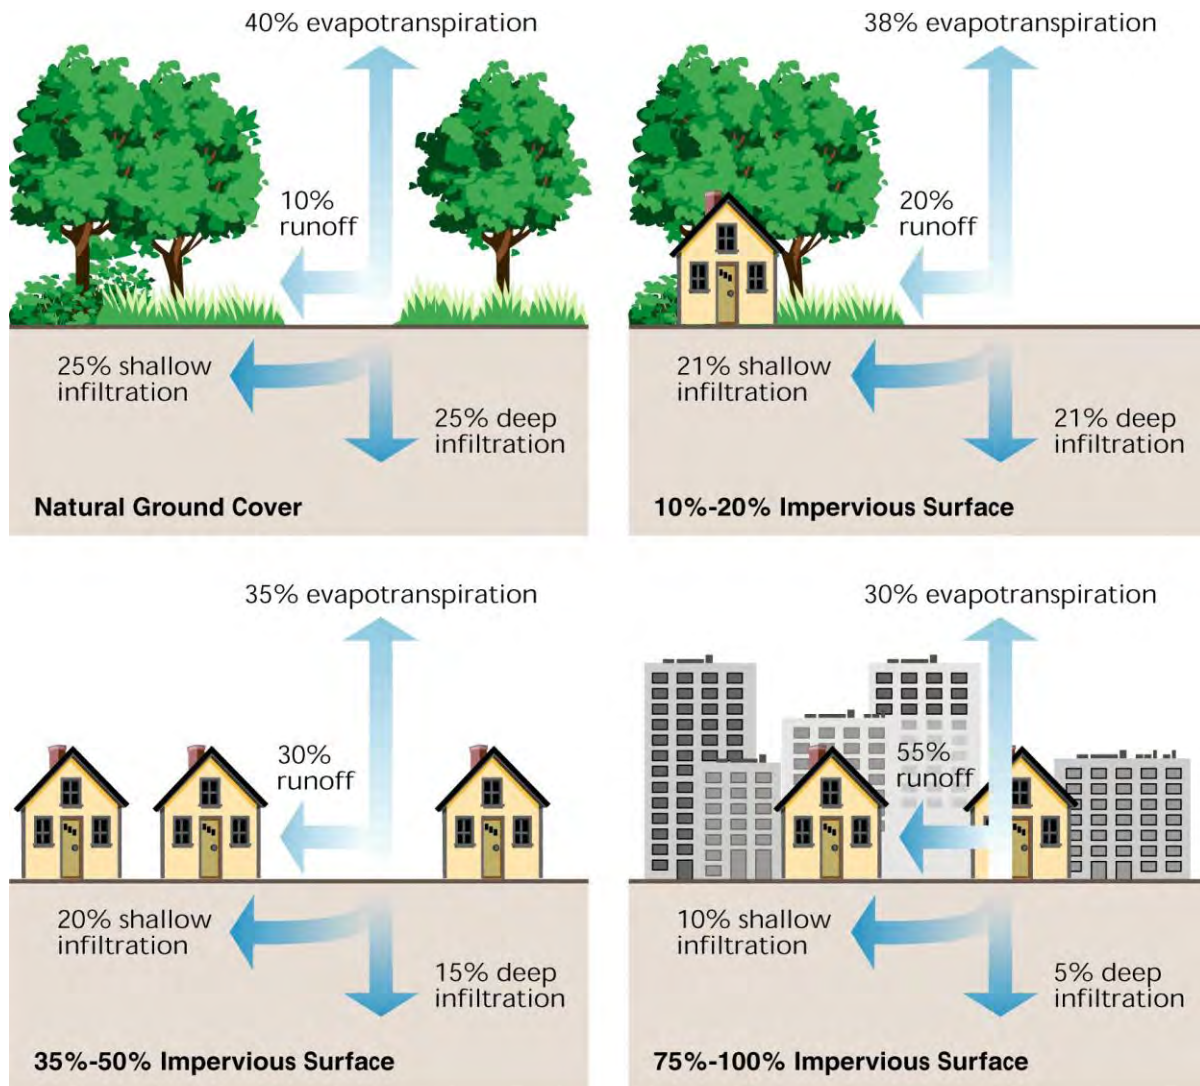 40% evapotranspiration
10%
runoff
25% shallow
infiltration
25% deep
infiltration
Natural Ground Cover
38% evapotranspiration
20%
runoff
21% shallow
infiltration
21% deep
infiltration
10%-20% Impervious Surface
35% evapotranspiration
30%
runoff
20% shallow
infiltration
15% deep
infiltration
35%-50% Impervious Surface
30% evapotranspiration
55%
runoff
10% shallow
infiltration
5% deep
infiltration
75%-100% Impervious Surface